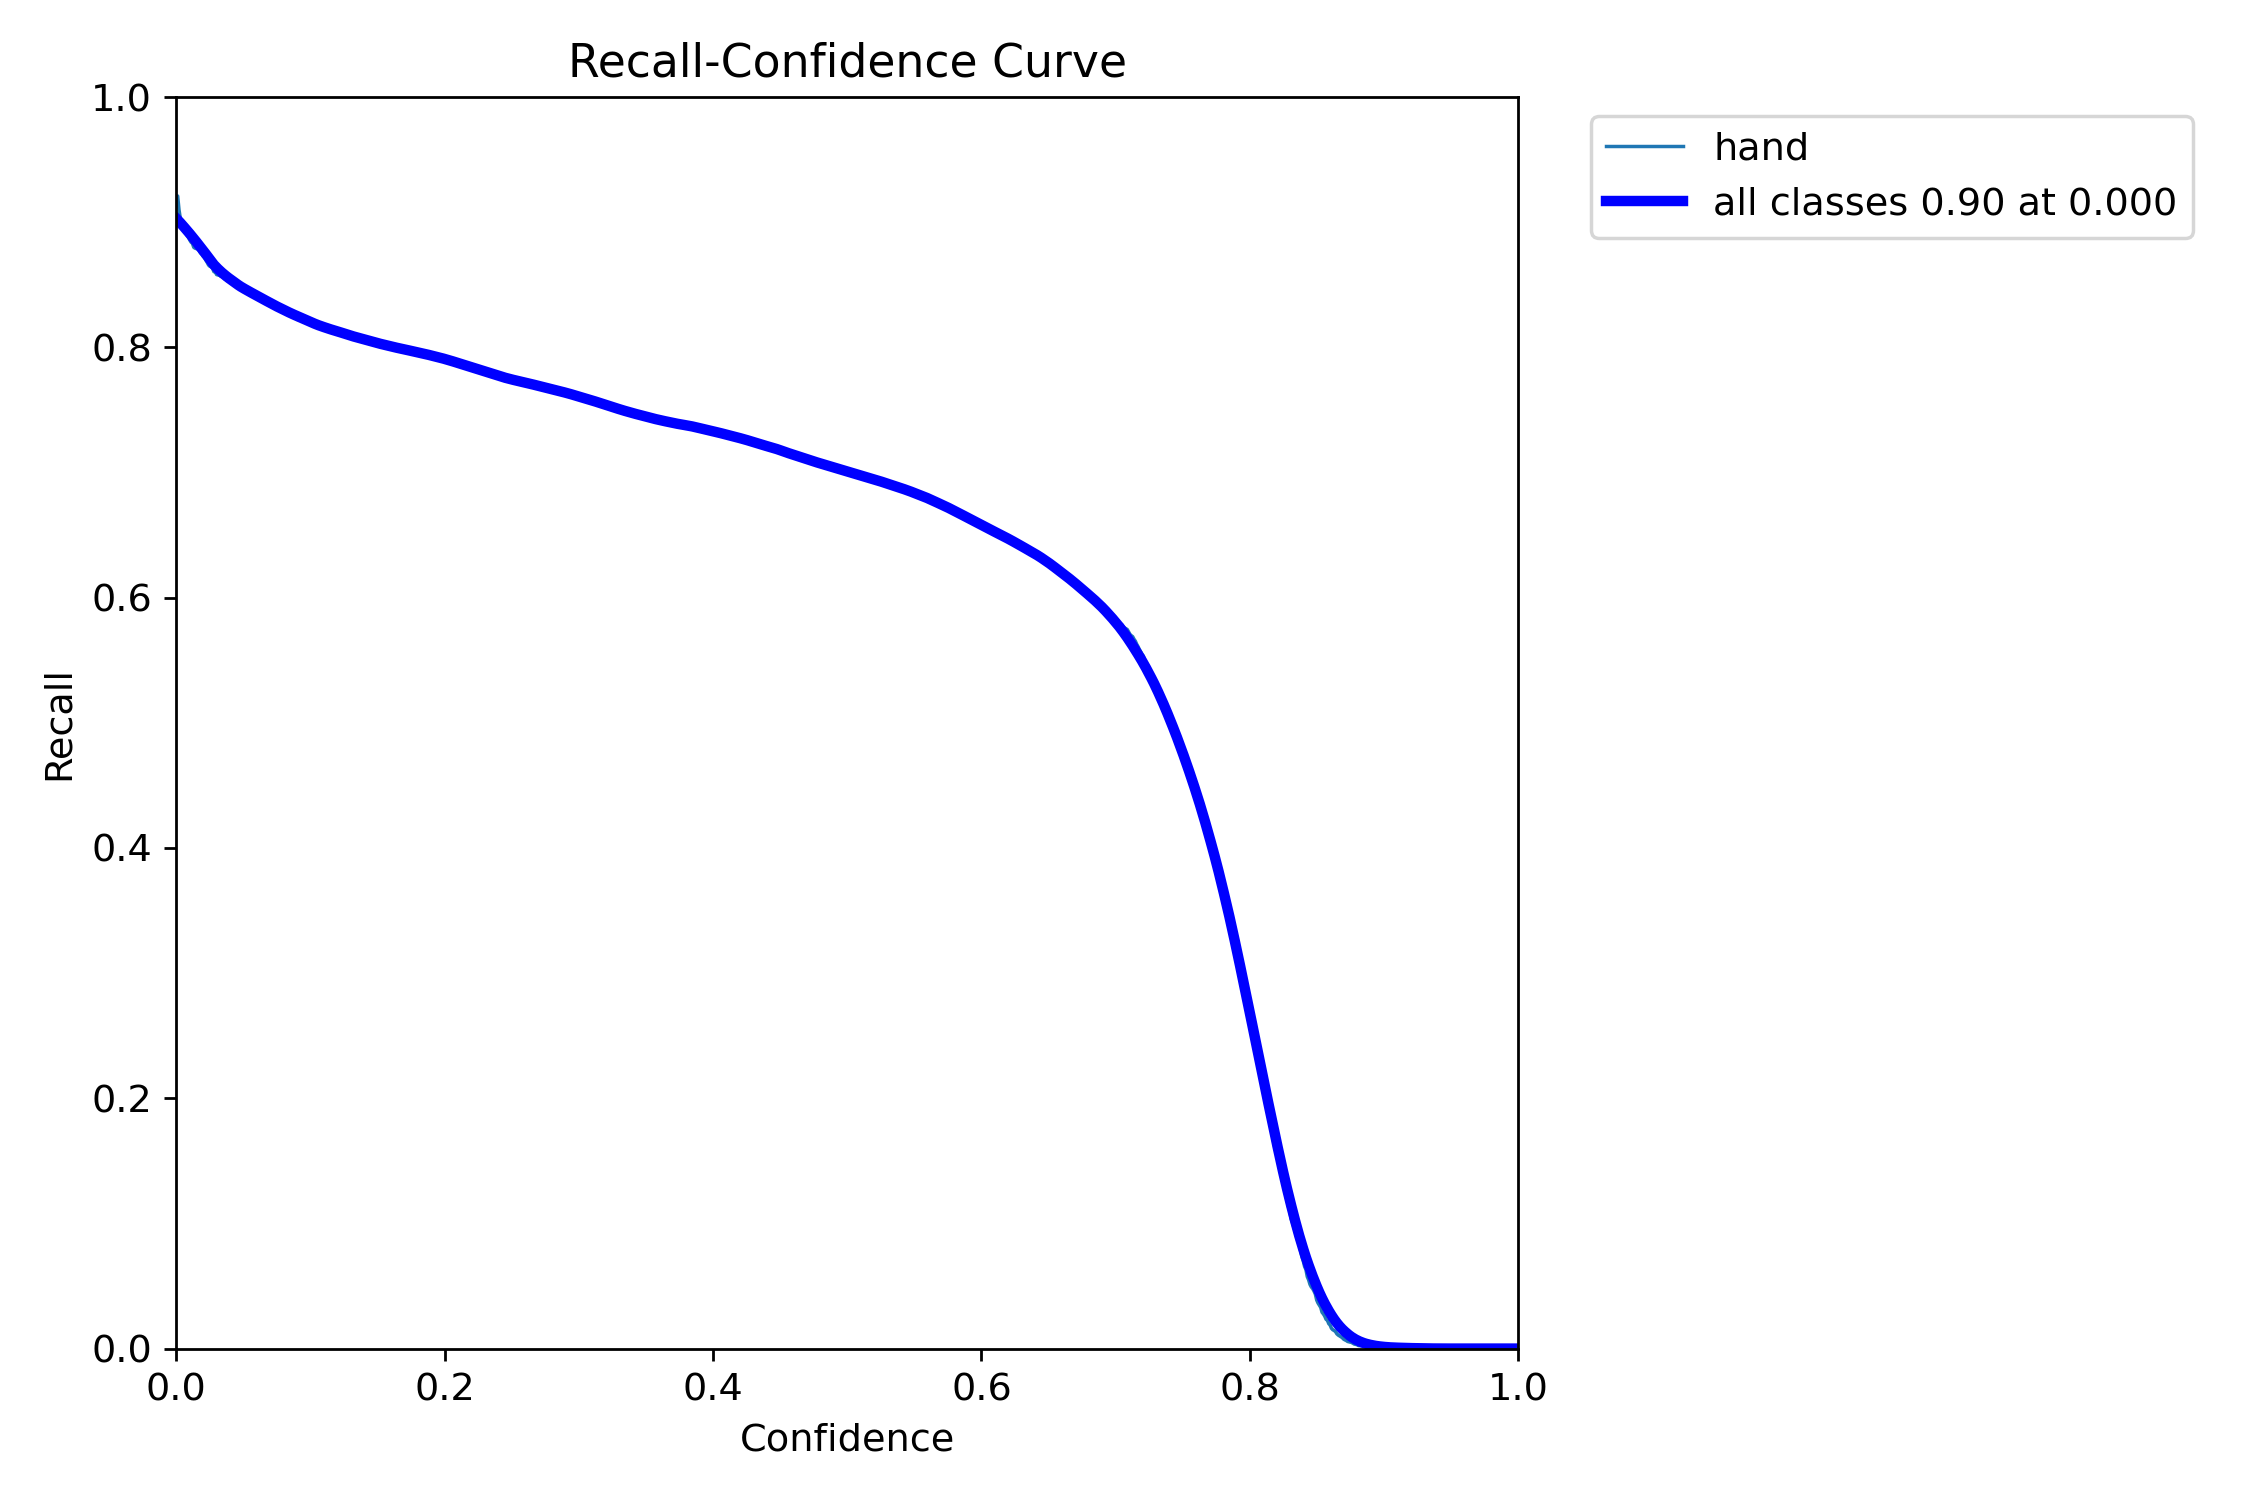 Recall-Confidence Curve
1.0
0.8
0.6
0.4
0.2
0.0
Recall
0.0 0.2 0.4 0.6 0.8 1.0
Confidence
hand
all classes 0.90 at 0.000